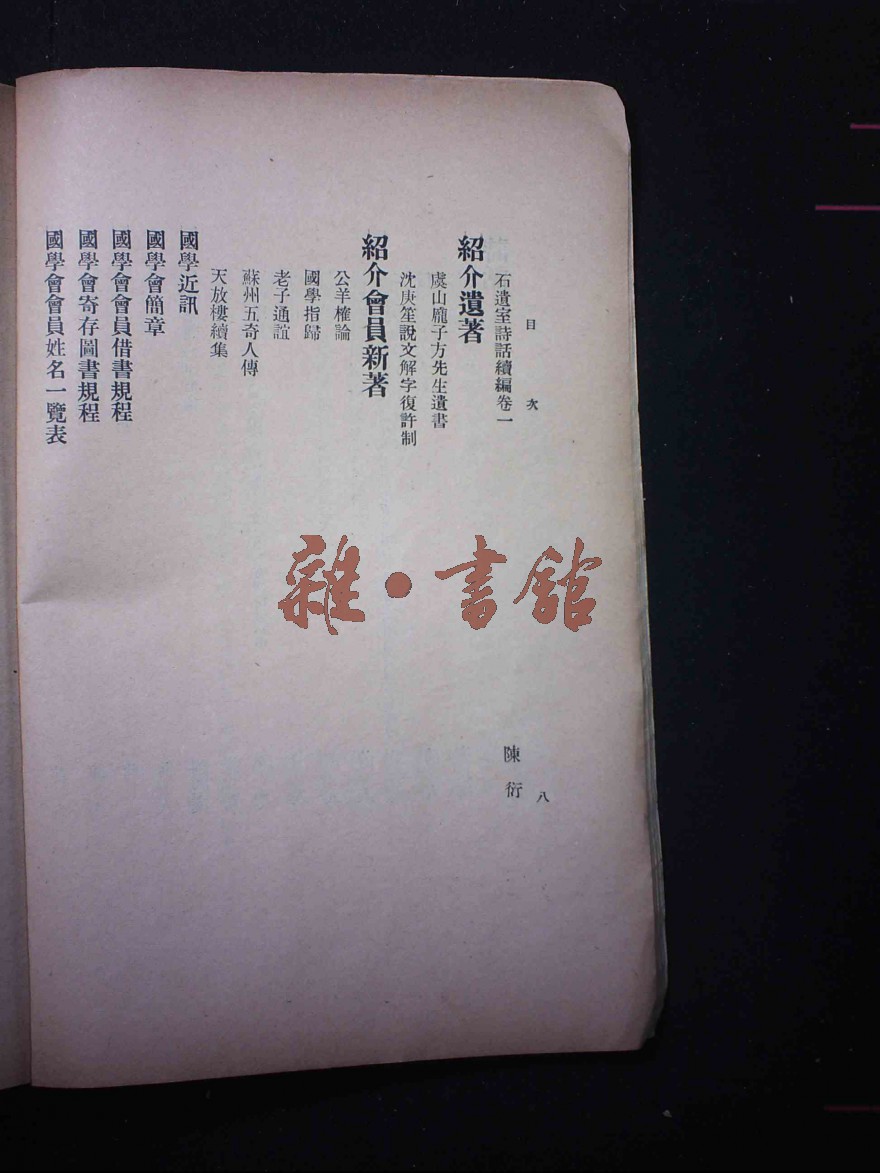 目次
八
石遺室詩話續編卷一
陳衍
紹介遺著
虞山龐子方先生遺書
沈庚笙說文解字復許制
紹介會員新著
公羊榷論
國學指歸
老子通誼
蘇州五奇人傳
天放樓續集
國學近訊
國學會簡章
國學會會員借書規程
國學會寄存圖書規程
國學會會員姓名一覽表
雜·書館